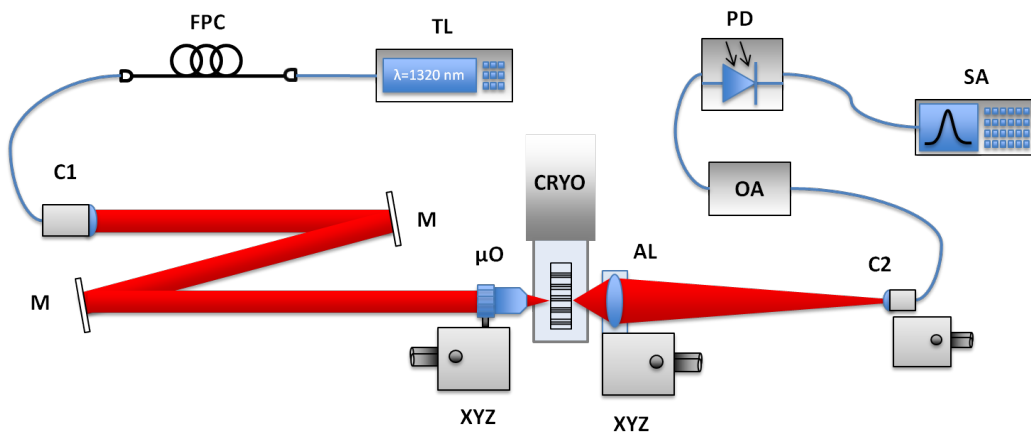 FPC
TL
PD
λ=1320 nm
SA
C1
CRYO
OA
M
μO
AL
C2
M
XYZ
XYZ